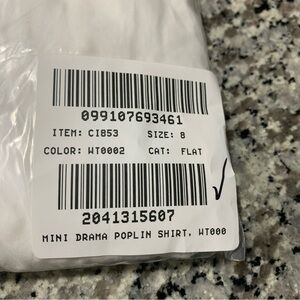 099107693461
ITEM: CI853 SIZE: 8
COLOR: WT0002 CAT: FLAT
2041315607
MINI DRAMA POPLIN SHIRT, WT000